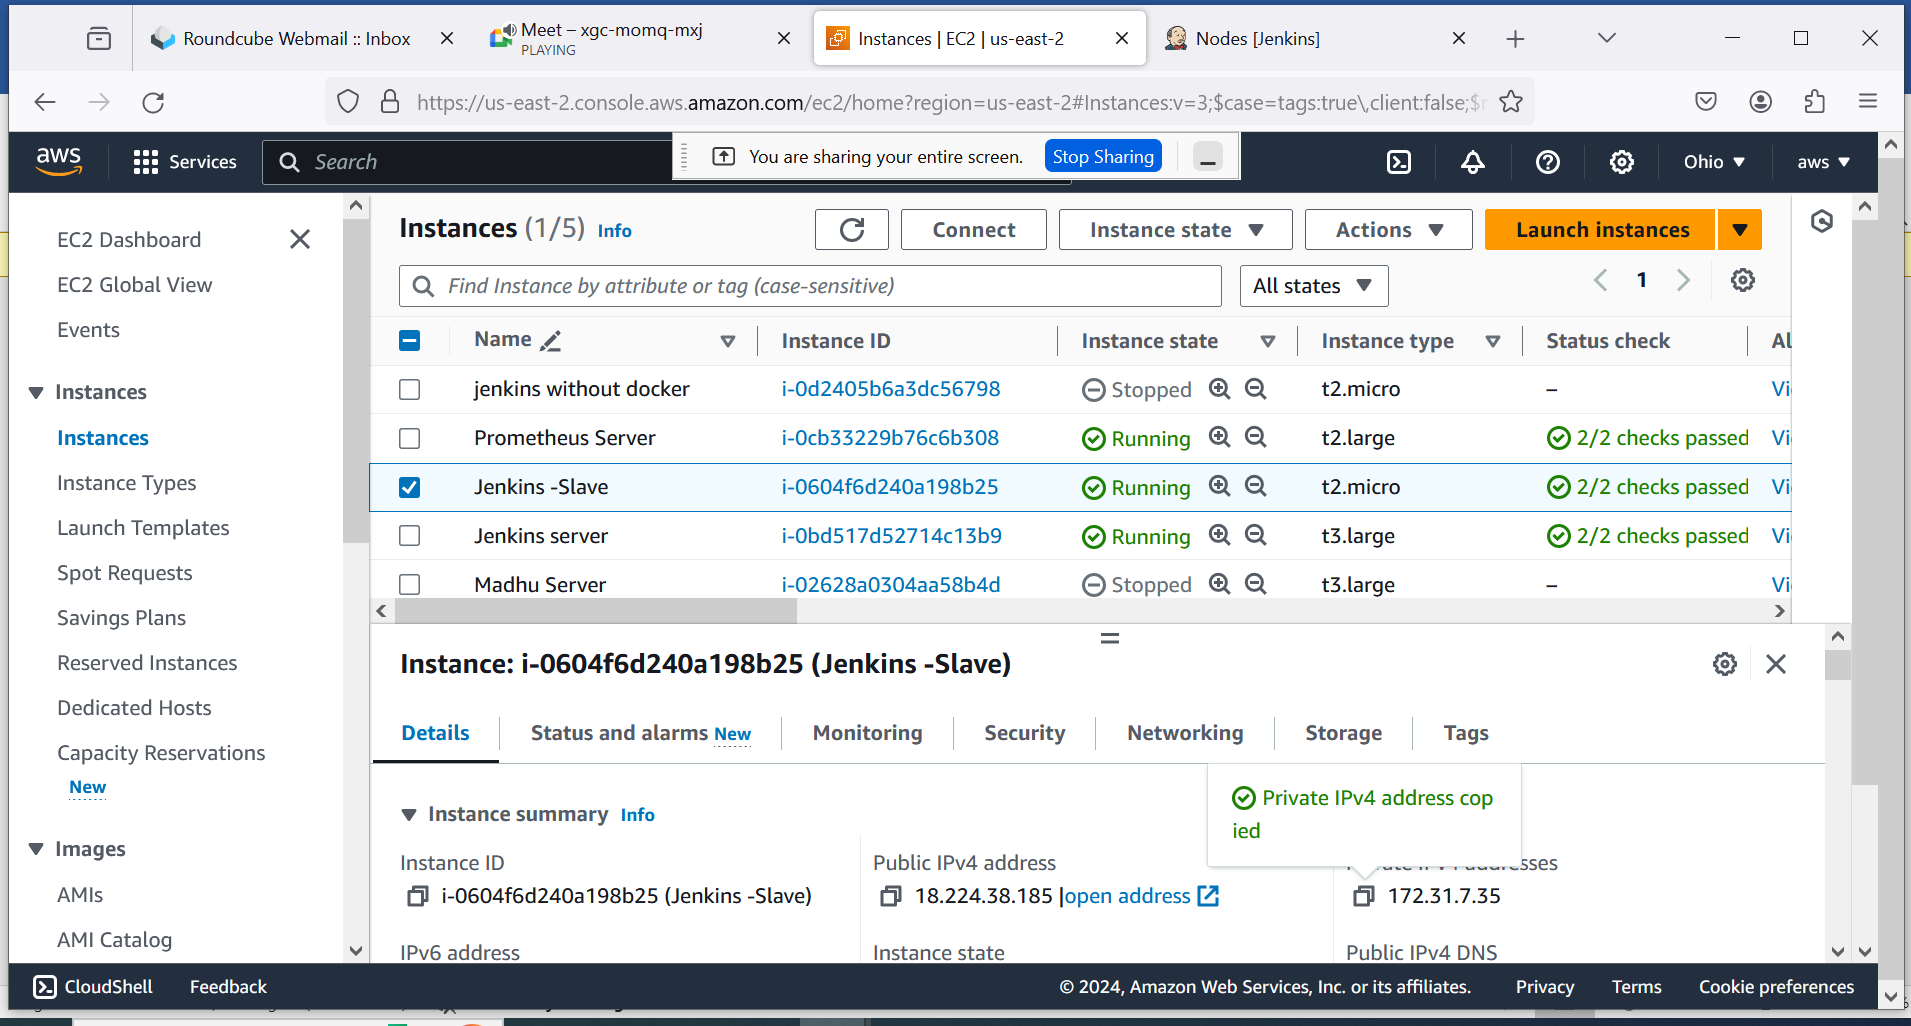 Roundcube Webmail :: Inbox
Meet – xgc-momq-mxj
PLAYING
Instances | EC2 | us-east-2
Nodes [Jenkins]
https://us-east-2.console.aws.amazon.com/ec2/home?region=us-east-2#Instances:v=3;$case=tags:true\,client:false;$
aws
Services
Search
You are sharing your entire screen.
Stop Sharing
Ohio
aws
EC2 Dashboard
EC2 Global View
Events
Instances
Instances
Instance Types
Launch Templates
Spot Requests
Savings Plans
Reserved Instances
Dedicated Hosts
Capacity Reservations
New
Images
AMIs
AMI Catalog
Instances (1/5) Info
Connect
Instance state
Actions
Launch instances
Find Instance by attribute or tag (case-sensitive)
All states
1
Name Instance ID Instance state Instance type Status check Al
jenkins without docker i-0d2405b6a3dc56798 Stopped t2.micro – Vi
Prometheus Server i-0cb33229b76c6b308 Running t2.large 2/2 checks passed Vi
Jenkins -Slave i-0604f6d240a198b25 Running t2.micro 2/2 checks passed Vi
Jenkins server i-0bd517d52714c13b9 Running t3.large 2/2 checks passed Vi
Madhu Server i-02628a0304aa58b4d Stopped t3.large – Vi
Instance: i-0604f6d240a198b25 (Jenkins -Slave)
Details Status and alarms New Monitoring Security Networking Storage Tags
Private IPv4 address cop
ied
Instance summary Info
Instance ID
i-0604f6d240a198b25 (Jenkins -Slave)
Public IPv4 address
18.224.38.185 |open address
172.31.7.35
IPv6 address
Instance state
Public IPv4 DNS
CloudShell
Feedback
© 2024, Amazon Web Services, Inc. or its affiliates.
Privacy
Terms
Cookie preferences